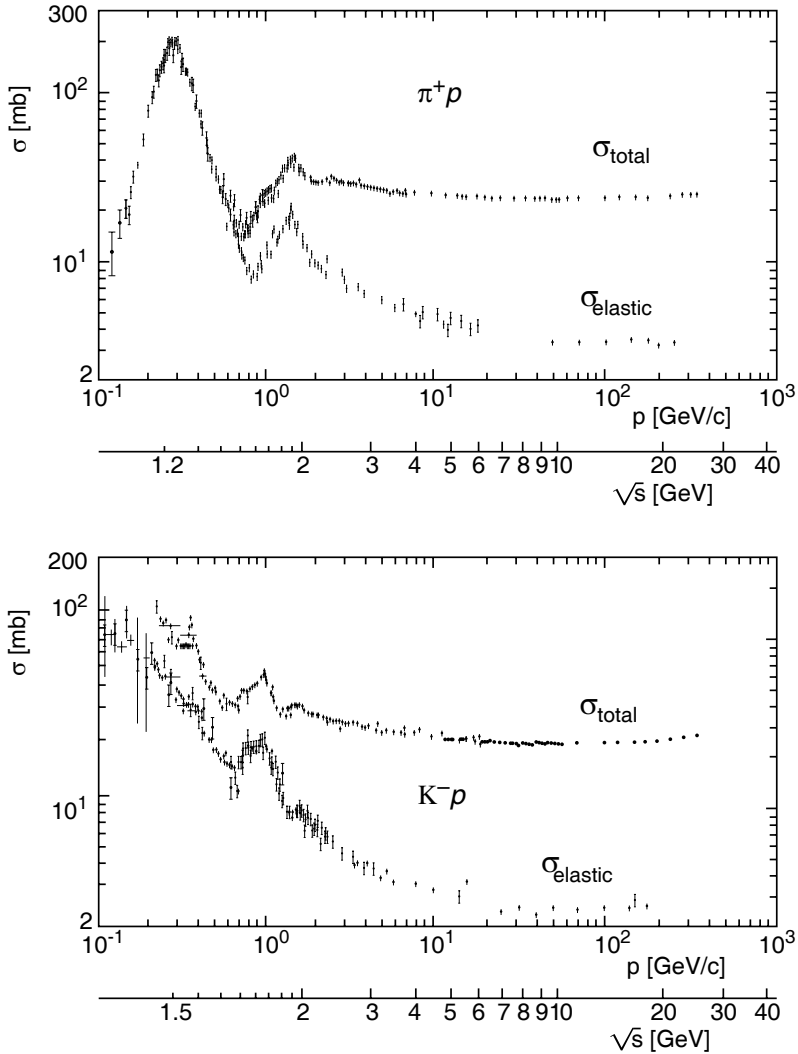 300
10²
10¹
2
σ [mb]
π⁺p
σtotal
σelastic
10⁻¹ 10⁰ 10¹ 10² 10³
p [GeV/c]
1.2 2 3 4 5 6 7 8 9 10 20 30 40
√s [GeV]
200
10²
10¹
2
σ [mb]
σtotal
K⁻p
σelastic
10⁻¹ 10⁰ 10¹ 10² 10³
p [GeV/c]
1.5 2 3 4 5 6 7 8 9 10 20 30 40
√s [GeV]